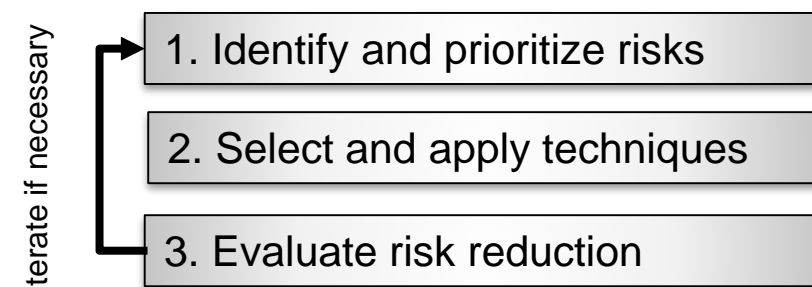 terate if necessary
1. Identify and prioritize risks
2. Select and apply techniques
3. Evaluate risk reduction